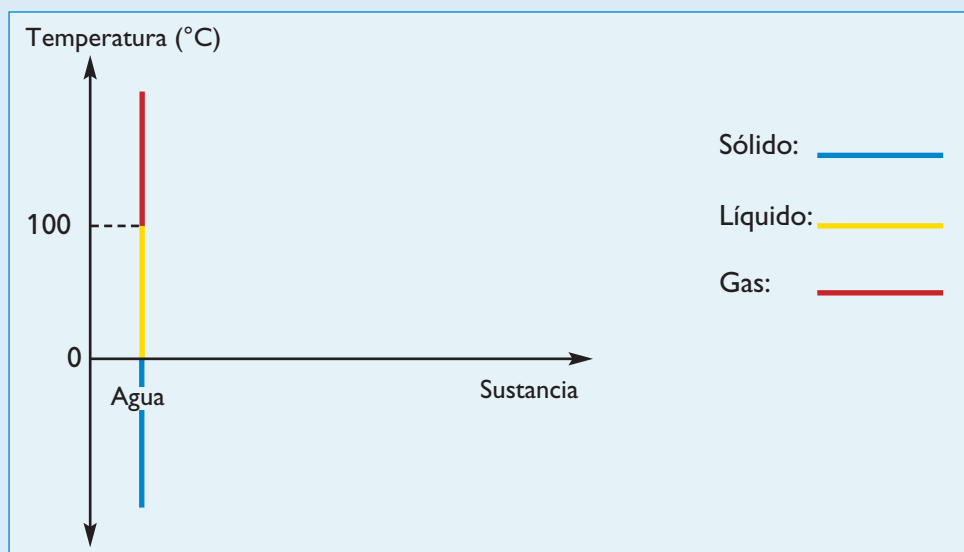 Temperatura (°C)
Sólido:
100
Líquido:
Gas:
0
Agua
Sustancia